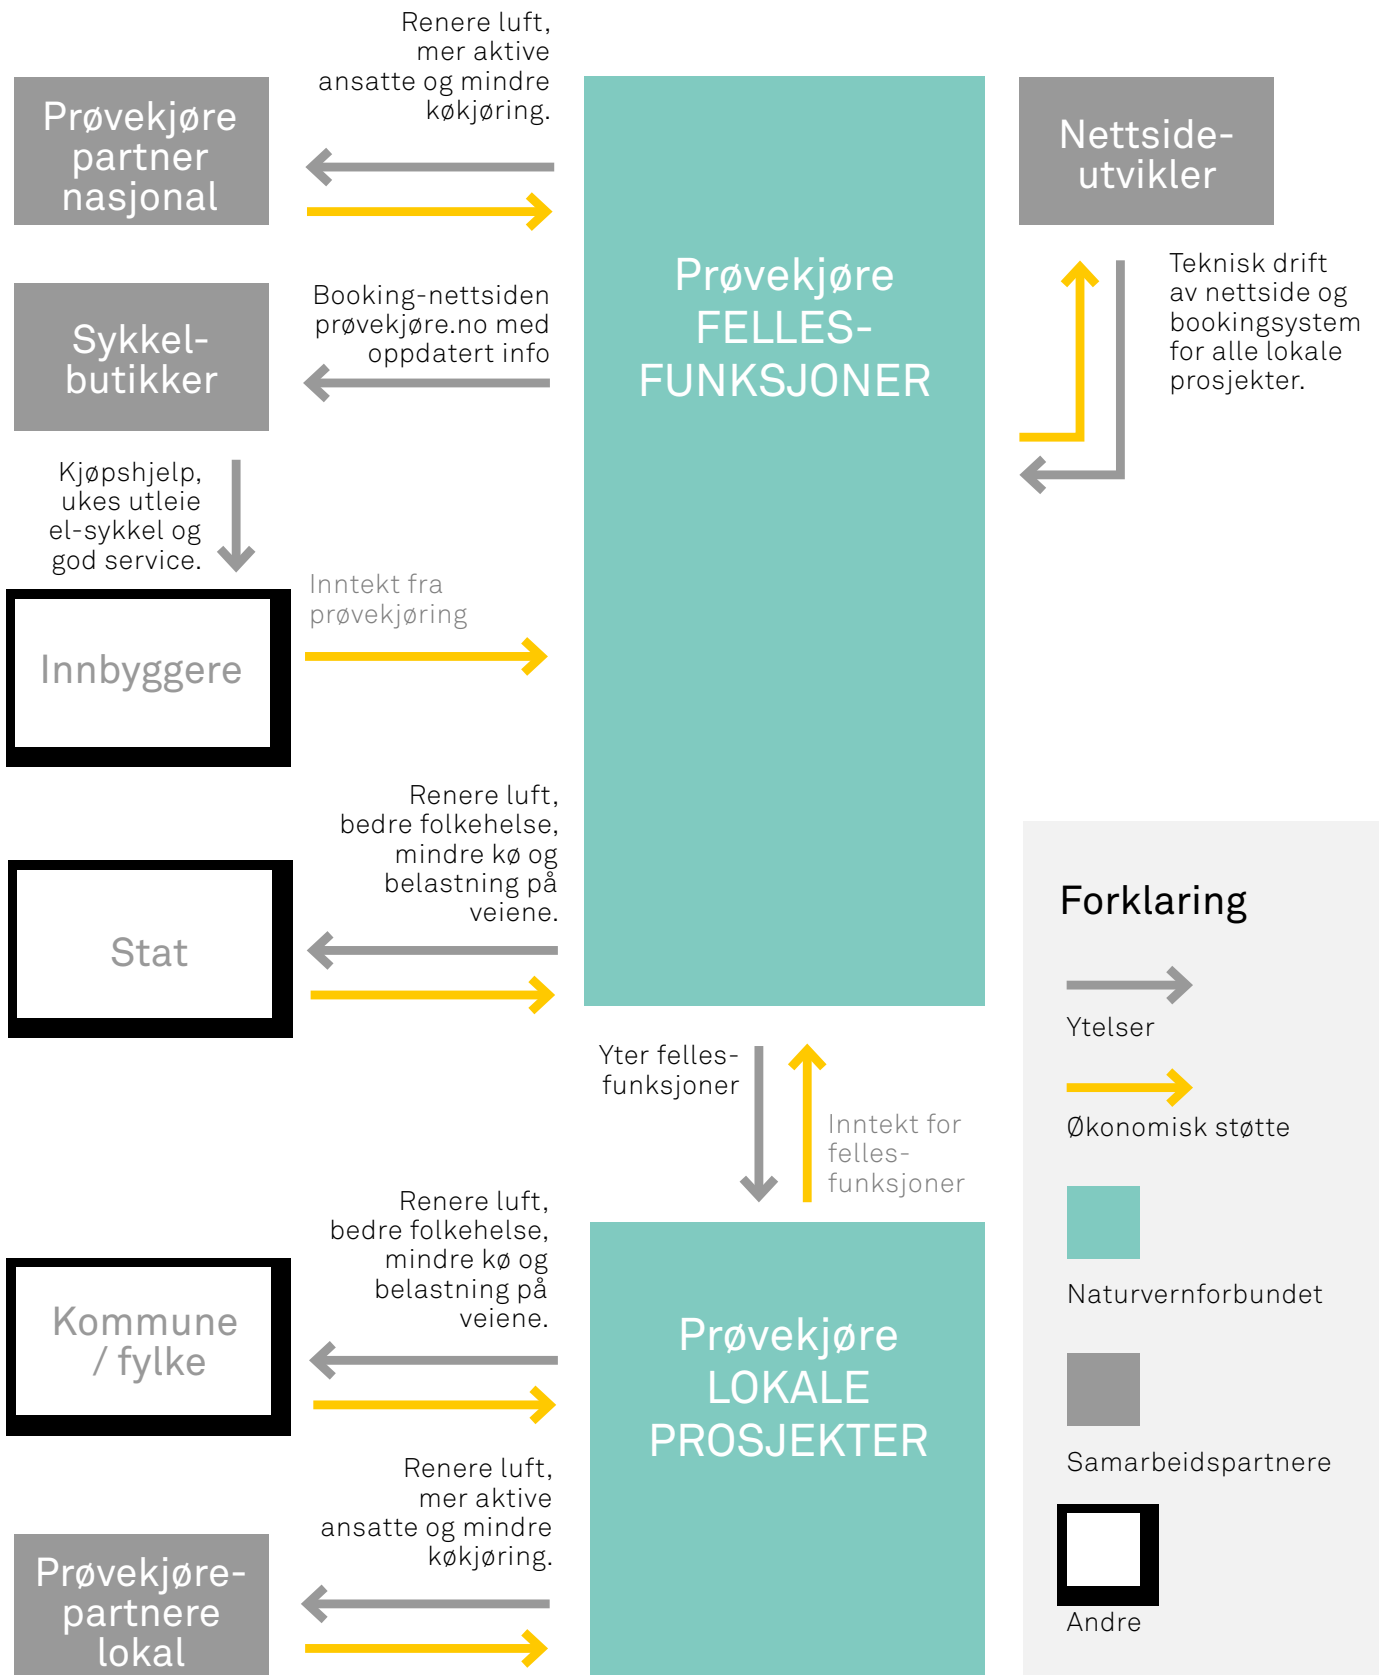 Renere luft,
mer aktive
ansatte og mindre
køkjøring.
Prøvekjøre
partner
nasjonal
Nettside-
utvikler
Prøvekjøre
FELLES-
FUNKSJONER
Teknisk drift
av nettside og
bookingsystem
for alle lokale
prosjekter.
Booking-nettsiden
prøvekjøre.no med
oppdatert info
Sykkel-
butikker
Kjøpshjelp,
ukes utleie
el-sykkel og
god service.
Inntekt fra
prøvekjøring
Innbyggere
Renere luft,
bedre folkehelse,
mindre kø og
belastning på
veiene.
Stat
Yter felles-
funksjoner
Inntekt for
felles-
funksjoner
Renere luft,
bedre folkehelse,
mindre kø og
belastning på
veiene.
Kommune
/ fylke
Prøvekjøre
LOKALE
PROSJEKTER
Renere luft,
mer aktive
ansatte og mindre
køkjøring.
Prøvekjøre-
partnere
lokal
Forklaring
Ytelser
Økonomisk støtte
Naturvernforbundet
Samarbeidspartnere
Andre